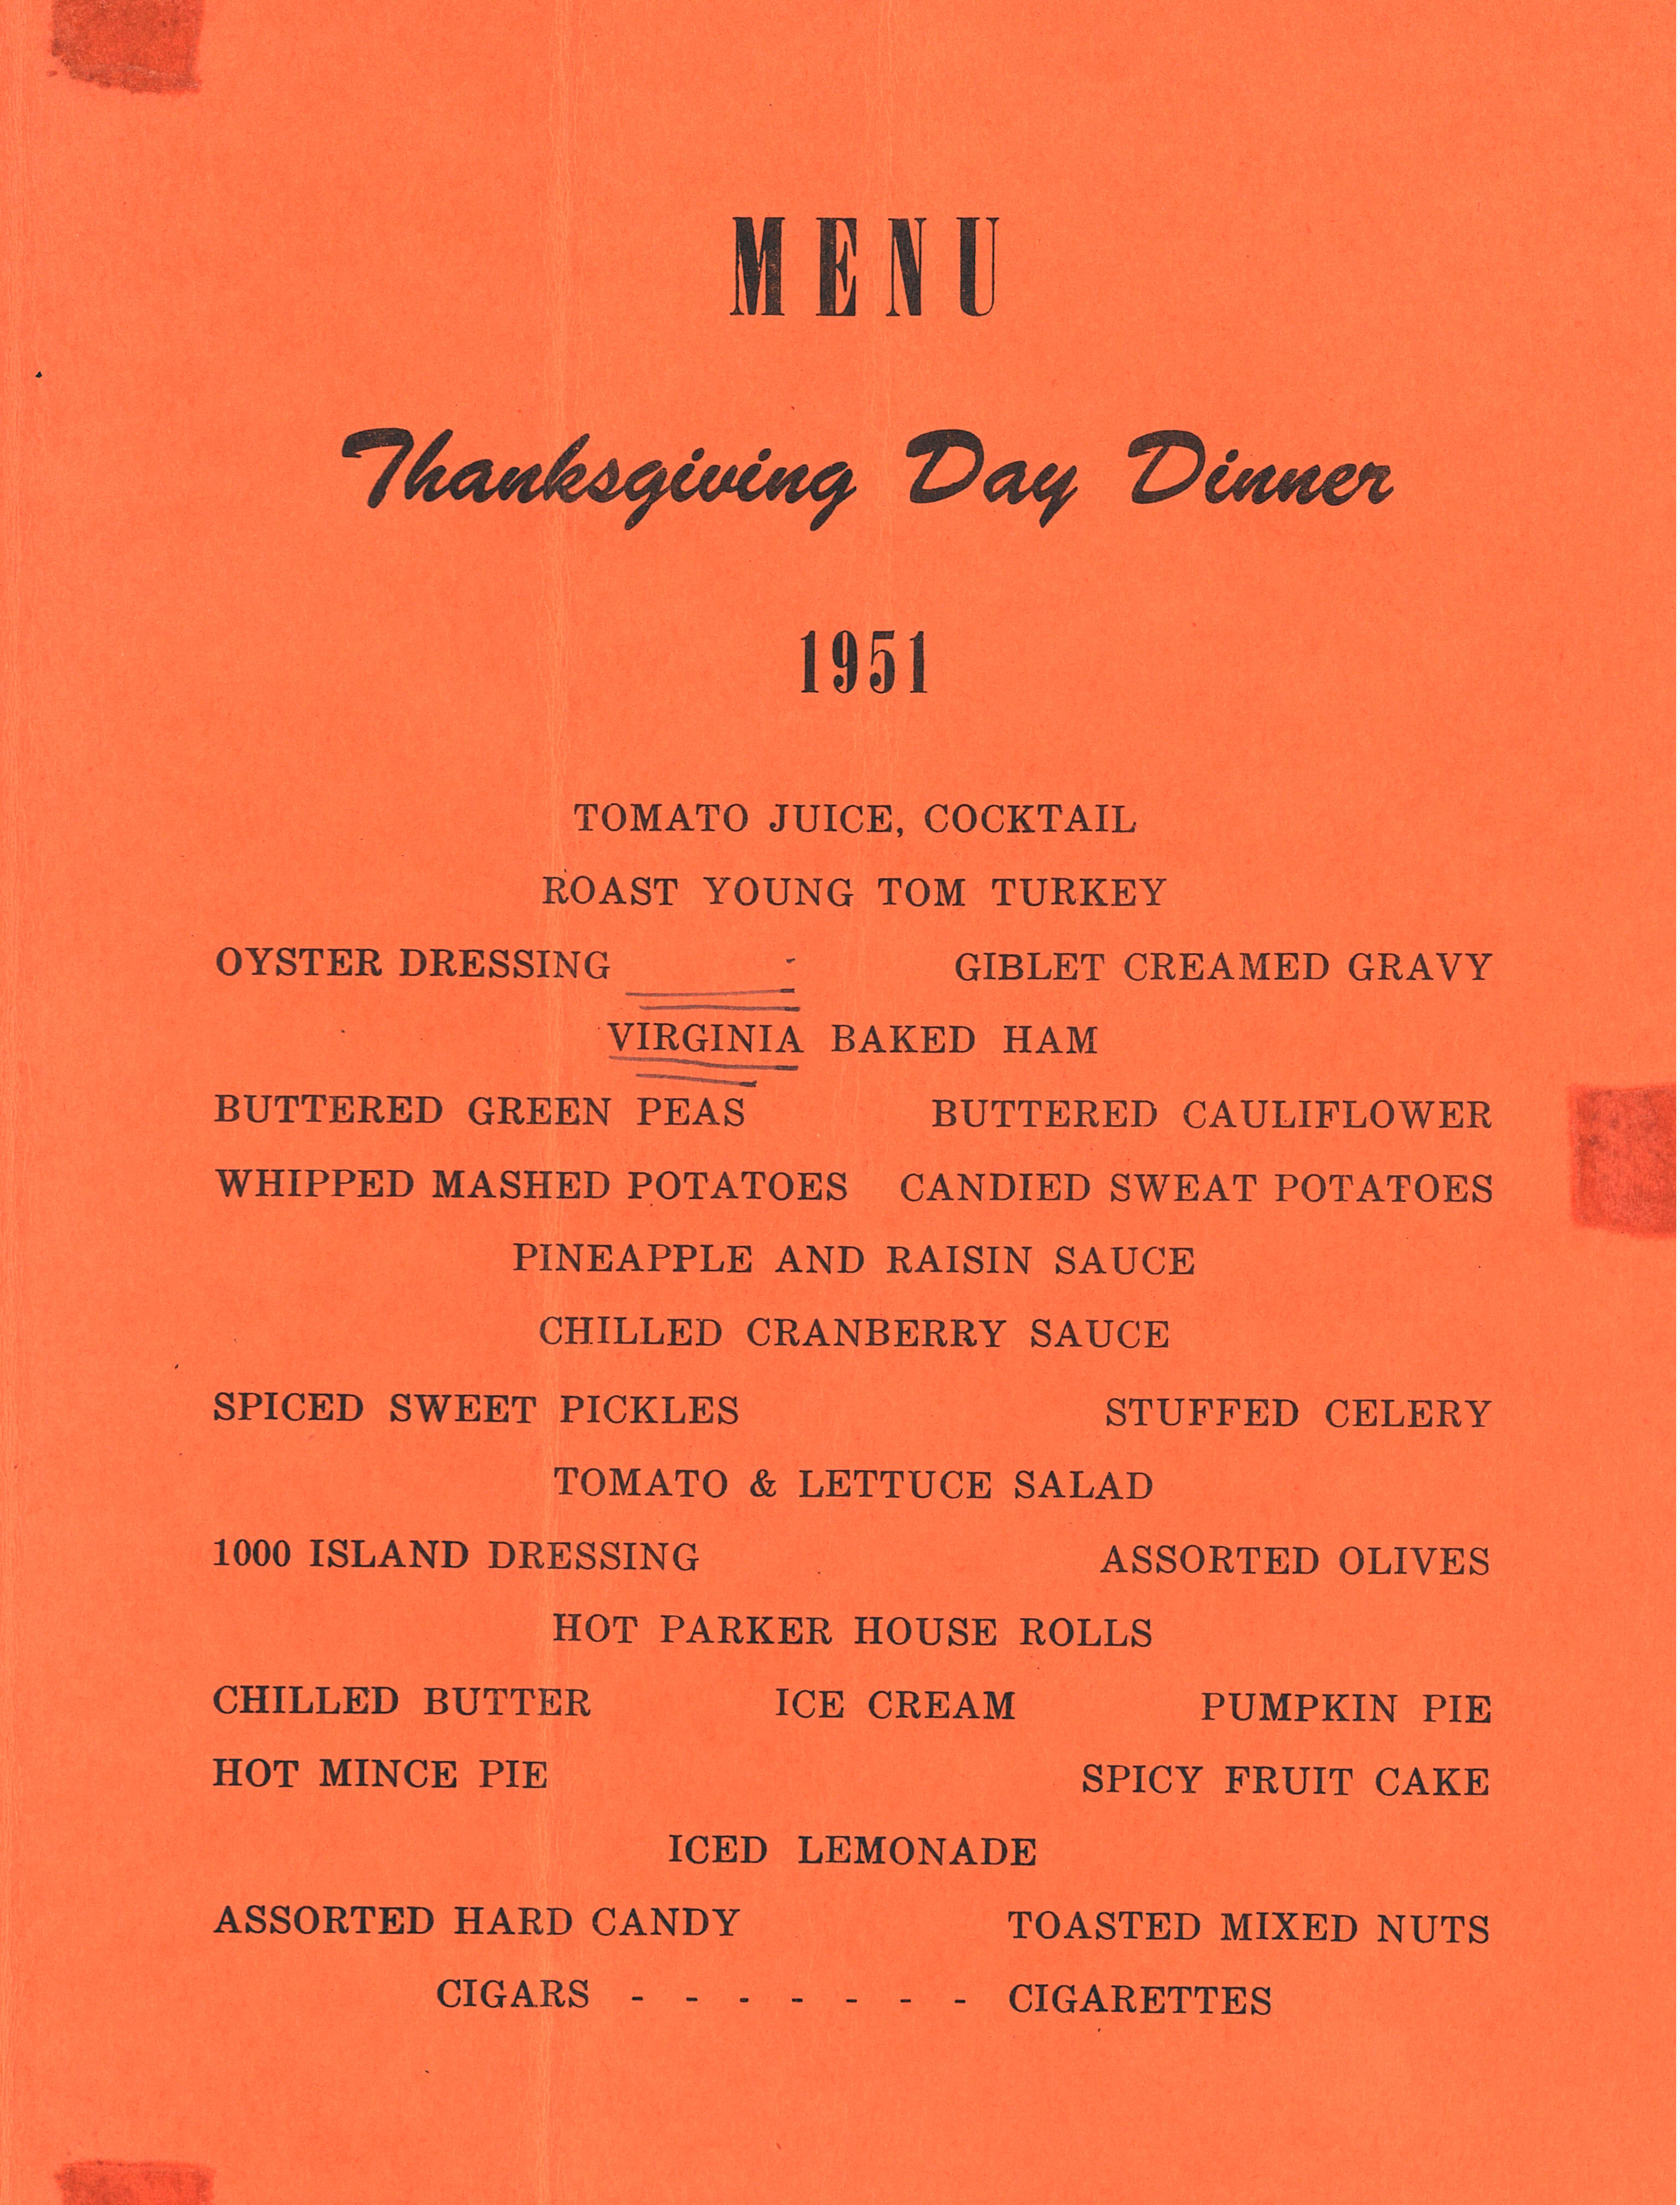 MENU
Thanksgiving Day Dinner
1951
TOMATO JUICE, COCKTAIL
ROAST YOUNG TOM TURKEY
OYSTER DRESSING - GIBLET CREAMED GRAVY
VIRGINIA BAKED HAM
BUTTERED GREEN PEAS BUTTERED CAULIFLOWER
WHIPPED MASHED POTATOES CANDIED SWEAT POTATOES
PINEAPPLE AND RAISIN SAUCE
CHILLED CRANBERRY SAUCE
SPICED SWEET PICKLES STUFFED CELERY
TOMATO & LETTUCE SALAD
1000 ISLAND DRESSING ASSORTED OLIVES
HOT PARKER HOUSE ROLLS
CHILLED BUTTER ICE CREAM PUMPKIN PIE
HOT MINCE PIE SPICY FRUIT CAKE
ICED LEMONADE
ASSORTED HARD CANDY TOASTED MIXED NUTS
CIGARS - - - - - - - CIGARETTES